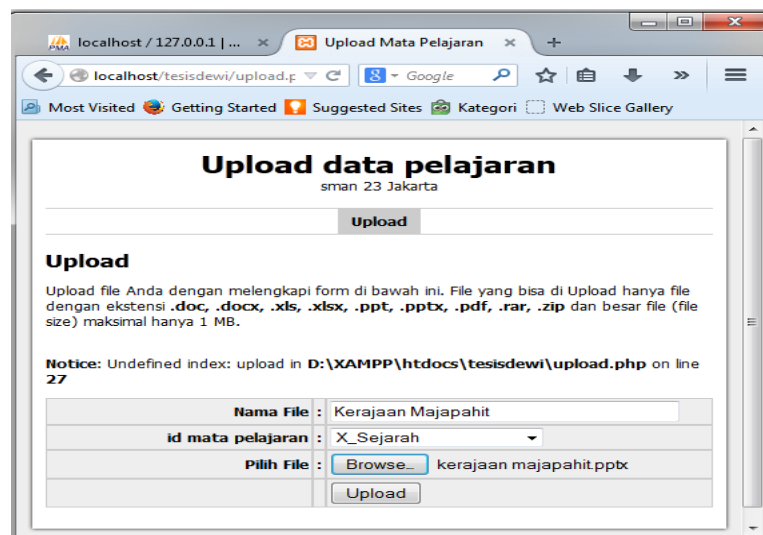 localhost / 127.0.0.1 | ... × Upload Mata Pelajaran × +
localhost/tesisdewi/upload.p Google
Most Visited Getting Started Suggested Sites Kategori Web Slice Gallery
Upload data pelajaran
sman 23 Jakarta
Upload
Upload
Upload file Anda dengan melengkapi form di bawah ini. File yang bisa di Upload hanya file
dengan ekstensi .doc, .docx, .xls, .xlsx, .ppt, .pptx, .pdf, .rar, .zip dan besar file (file
size) maksimal hanya 1 MB.
Notice: Undefined index: upload in D:\XAMPP\htdocs\tesisdewi\upload.php on line
27
Nama File : Kerajaan Majapahit
id mata pelajaran : X_Sejarah
Pilih File : Browse... kerajaan majapahit.pptx
Upload